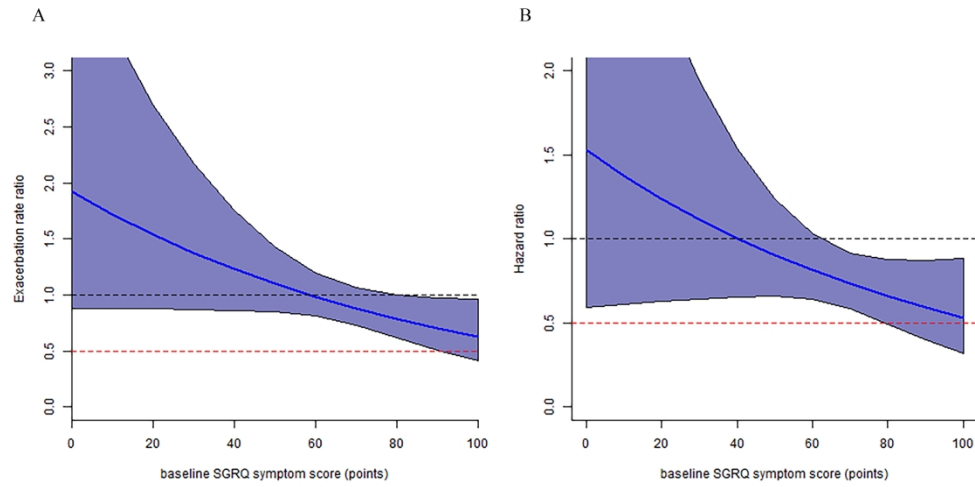 A
B
Exacerbation rate ratio
3.0
2.5
2.0
1.5
1.0
0.5
0.0
0 20 40 60 80 100
baseline SGRQ symptom score (points)
Hazard ratio
2.0
1.5
1.0
0.5
0.0
0 20 40 60 80 100
baseline SGRQ symptom score (points)